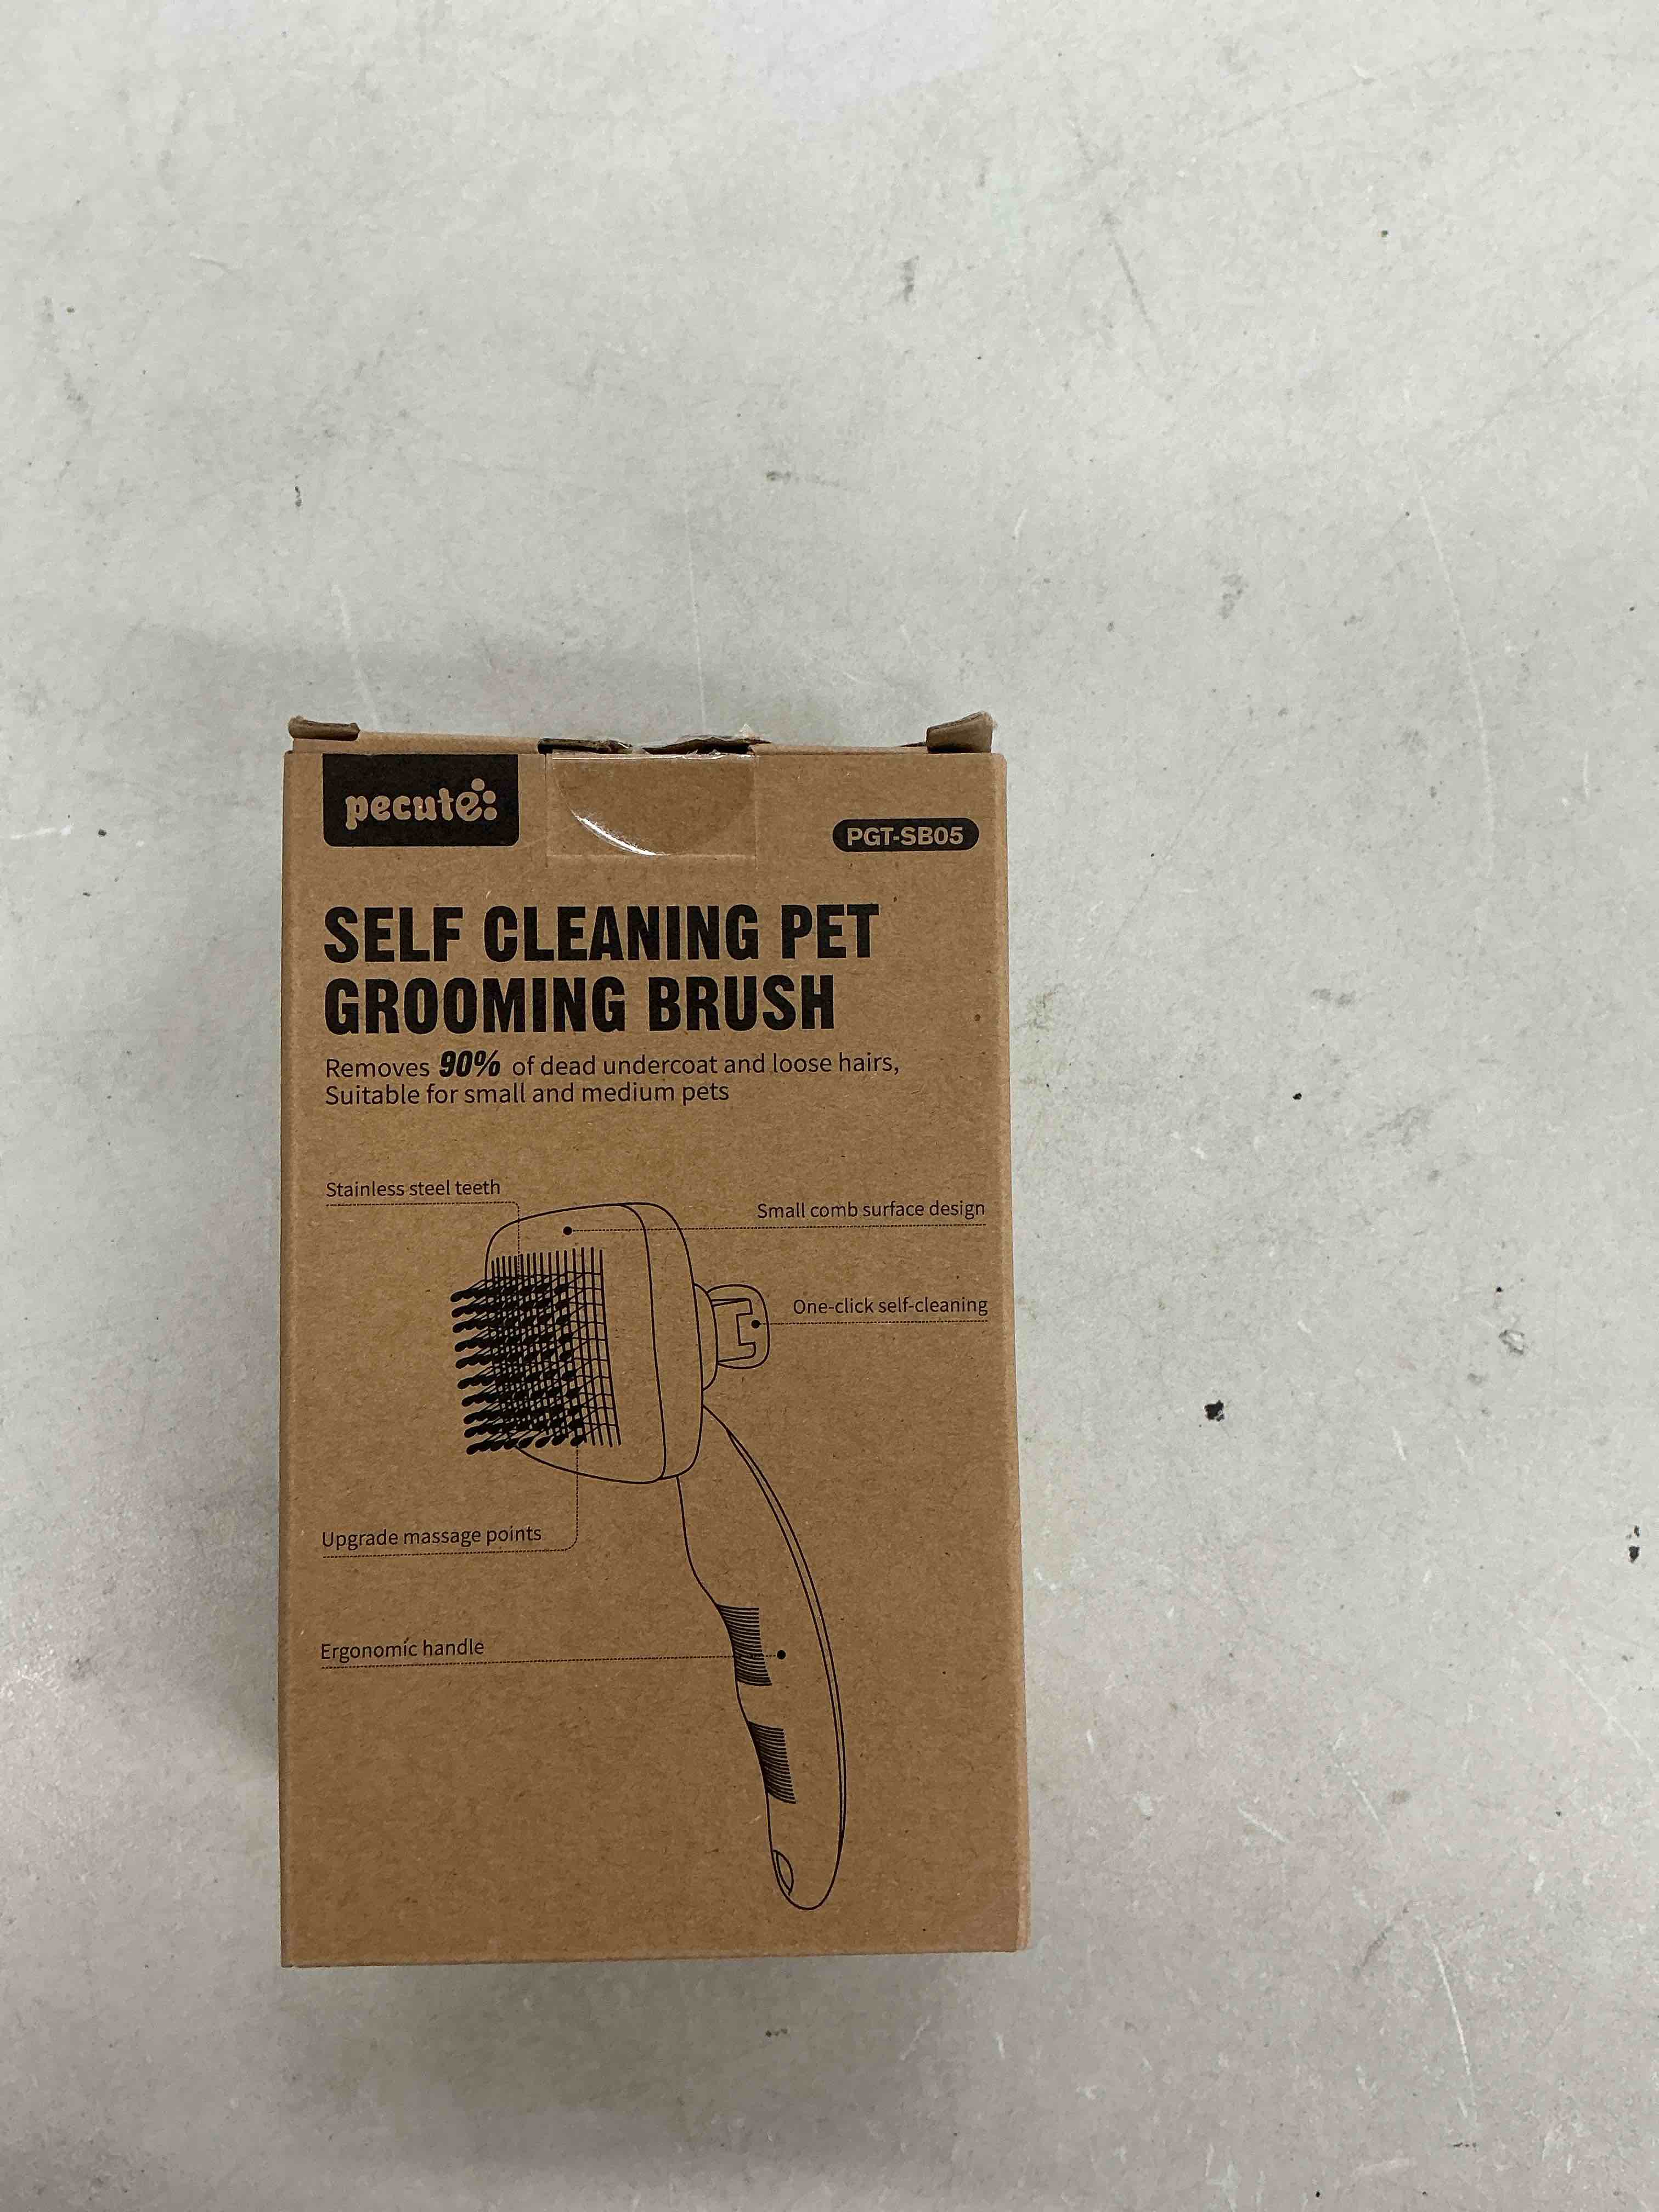 pecute
PGT-SB05
SELF CLEANING PET
GROOMING BRUSH
Removes 90% of dead undercoat and loose hairs,
Suitable for small and medium pets
Stainless steel teeth
Small comb surface design
One-click self-cleaning
Upgrade massage points
Ergonomic handle